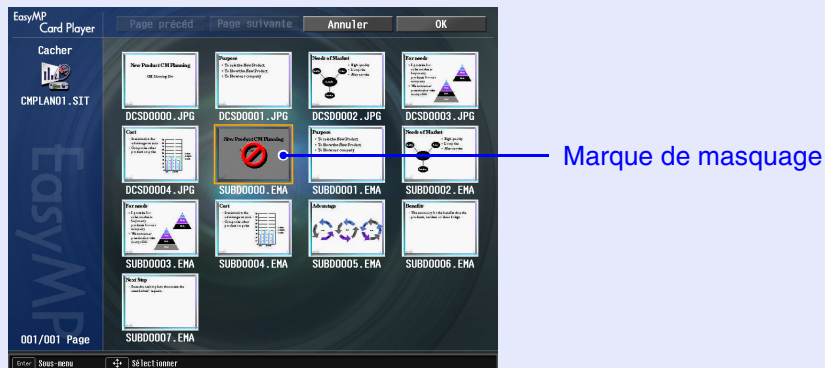 EasyMP
Card Player
Page précéd
Page suivante
Annuler
OK
Cacher
CMPLAN01.SIT
New Product CM Planning
Purpose
Needs of Market
For needs
DCSD0000.JPG
DCSD0001.JPG
DCSD0002.JPG
DCSD0003.JPG
Cost
New Product CM Planning
Purpose
Needs of Market
Marque de masquage
DCSD0004.JPG
SUBD0000.EMA
SUBD0001.EMA
SUBD0002.EMA
For needs
Cost
Advantage
Benefits
SUBD0003.EMA
SUBD0004.EMA
SUBD0005.EMA
SUBD0006.EMA
Next Step
SUBD0007.EMA
EasyMP
001/001 Page
Enter Sous-menu
Sélectionner